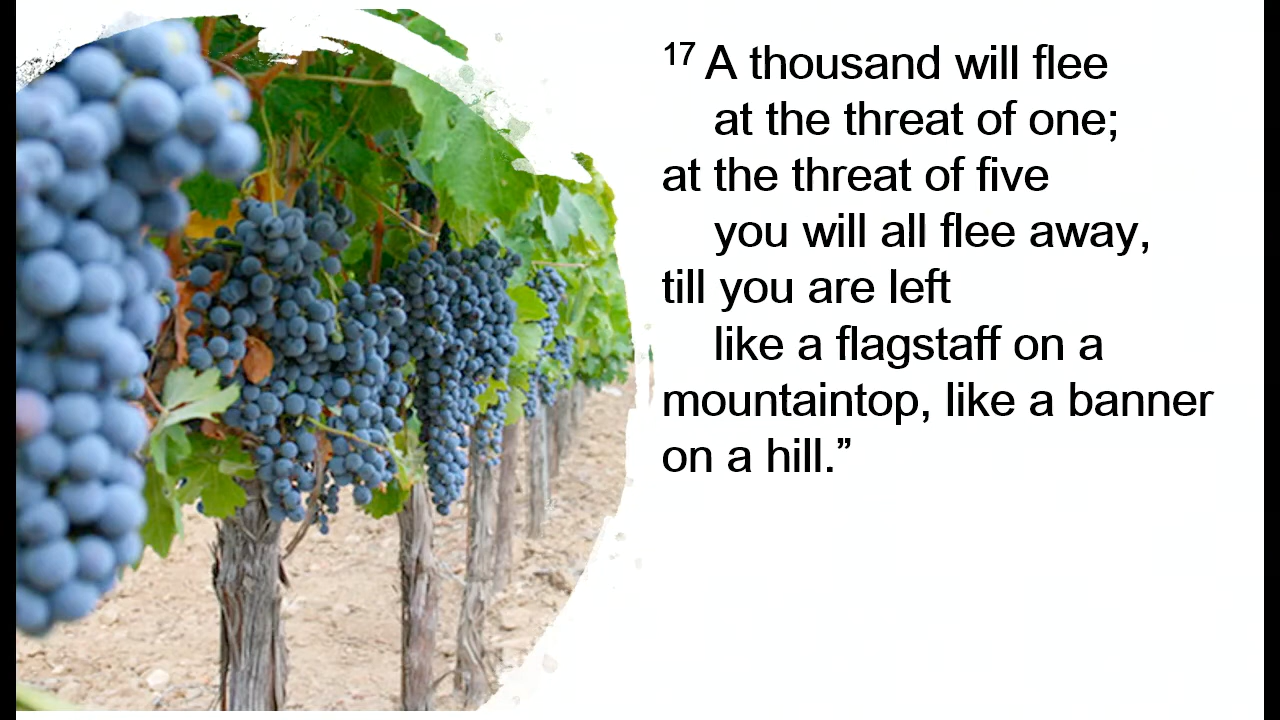 17 A thousand will flee
at the threat of one;
at the threat of five
you will all flee away,
till you are left
like a flagstaff on a
mountaintop, like a banner
on a hill.”